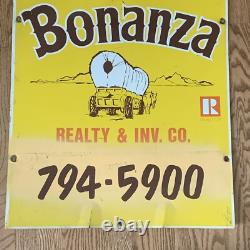 Bonanza
R
REALTY & INV. CO.
794-5900